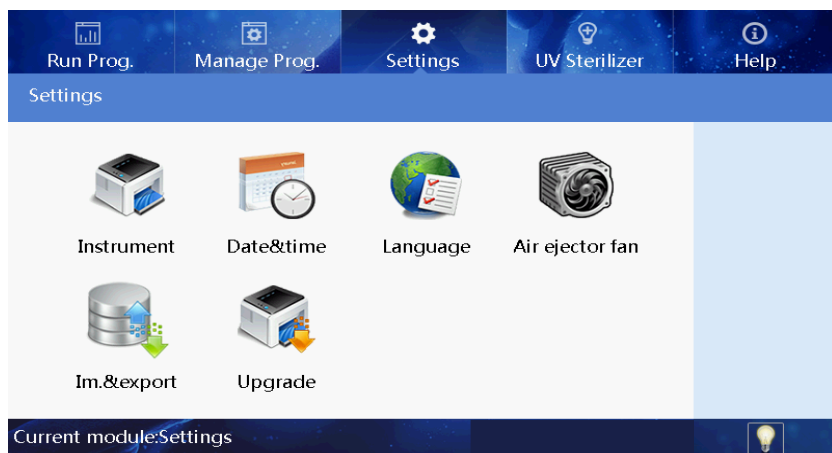 Run Prog. Manage Prog. Settings UV Sterilizer Help
Settings
Instrument Date&time Language Air ejector fan
Im.&export Upgrade
Current module:Settings